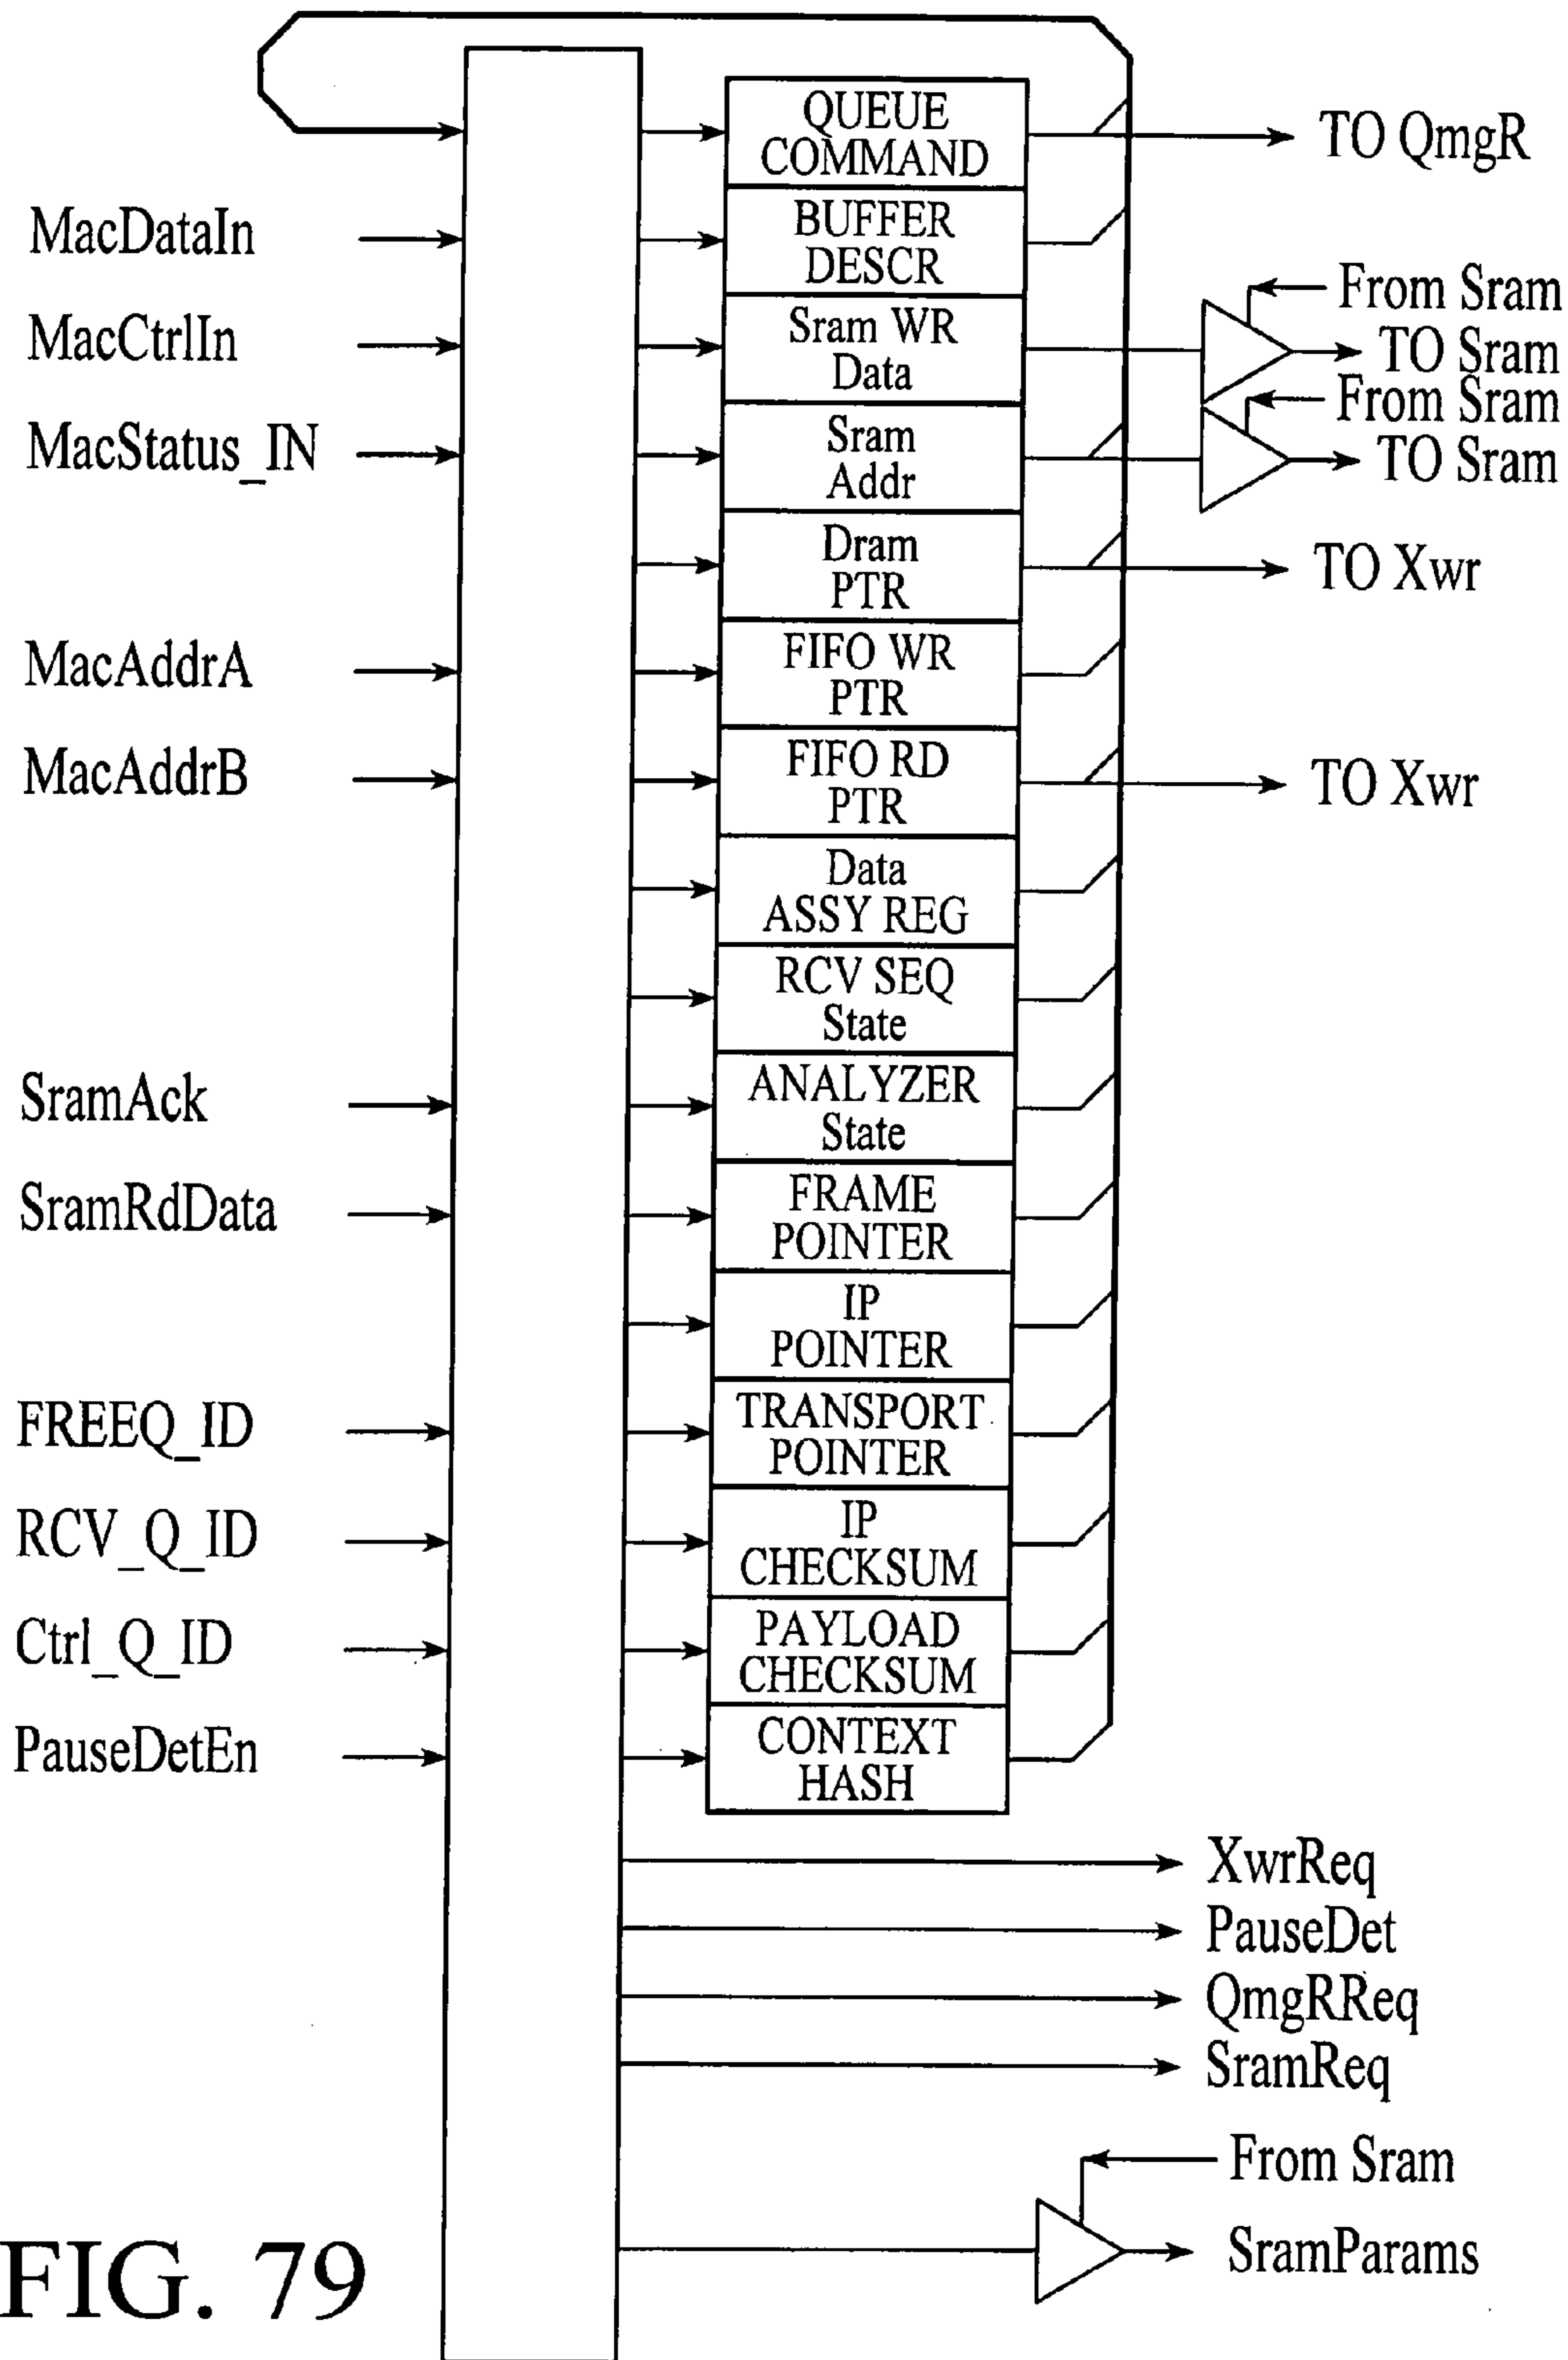 QUEUE
COMMAND
TO QmgR
MacDataIn
BUFFER
DESCR
From Sram
MacCtrlIn
Sram WR
Data
TO Sram
From Sram
MacStatus_IN
Sram
Addr
TO Sram
Dram
PTR
TO Xwr
MacAddrA
FIFO WR
PTR
MacAddrB
FIFO RD
PTR
TO Xwr
Data
ASSY REG
RCV SEQ
State
SramAck
ANALYZER
State
SramRdData
FRAME
POINTER
IP
POINTER
FREEQ_ID
TRANSPORT
POINTER
RCV_Q_ID
IP
CHECKSUM
Ctrl_Q_ID
PAYLOAD
CHECKSUM
PauseDetEn
CONTEXT
HASH
XwrReq
PauseDet
QmgRReq
SramReq
From Sram
SramParams
FIG. 79